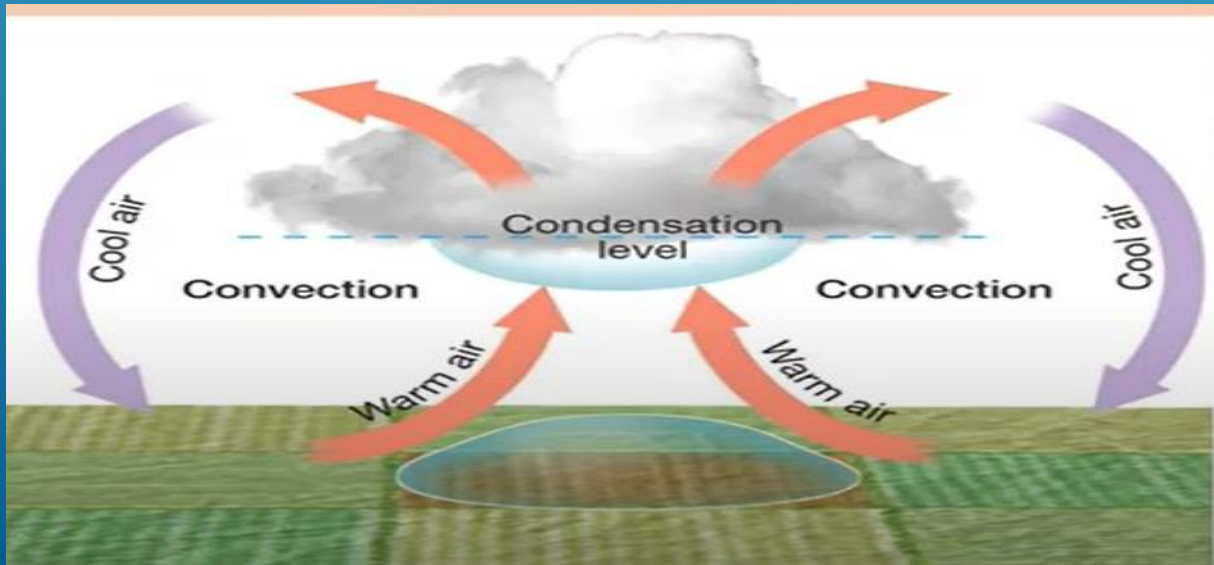 Condensation
level
Cool air
Convection
Convection
Cool air
Warm air
Warm air